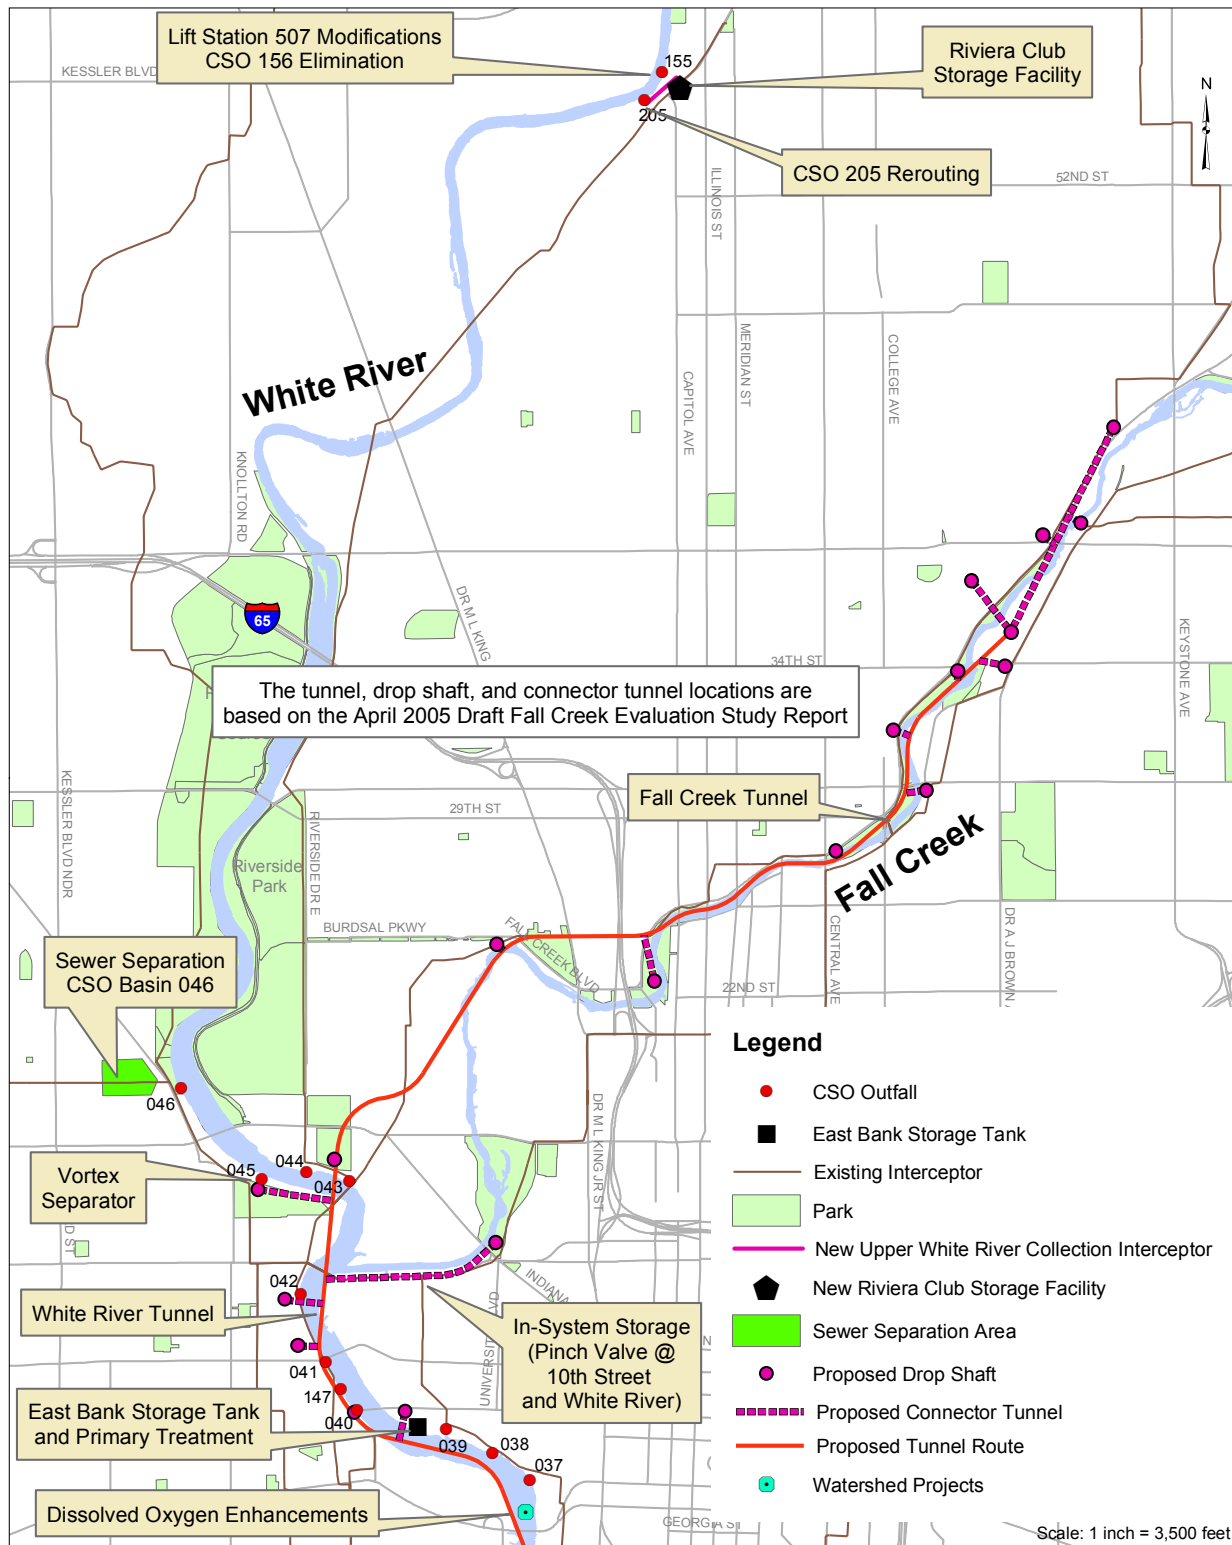 Lift Station 507 Modifications
CSO 156 Elimination
155
Riviera Club
Storage Facility
KESSLER BLVD
N
205
CSO 205 Rerouting
ILLINOIS ST
52ND ST
White River
MERIDIAN ST
COLLEGE AVE
CAPITOL AVE
KNOLLTON RD
65
DR M L KING
KEYSTONE AVE
34TH ST
The tunnel, drop shaft, and connector tunnel locations are
based on the April 2005 Draft Fall Creek Evaluation Study Report
KESSLER BLVD NDR
Fall Creek Tunnel
29TH ST
RIVERSIDE DR E
Riverside
Park
Fall Creek
BURDSAL PKWY
FALL CREEK BLVD
CENTRAL AVE
DR A J BROWN
22ND ST
Sewer Separation
CSO Basin 046
046
DR M L KING JR ST
Vortex
Separator
045
044
043
D ST
042
INDIANA
White River Tunnel
UNIVERSITY BLVD
In-System Storage
(Pinch Valve @
10th Street
and White River)
041
147
040
East Bank Storage Tank
and Primary Treatment
039
038
037
Dissolved Oxygen Enhancements
GEORGIA ST
Legend
CSO Outfall
East Bank Storage Tank
Existing Interceptor
Park
New Upper White River Collection Interceptor
New Riviera Club Storage Facility
Sewer Separation Area
Proposed Drop Shaft
Proposed Connector Tunnel
Proposed Tunnel Route
Watershed Projects
Scale: 1 inch = 3,500 feet